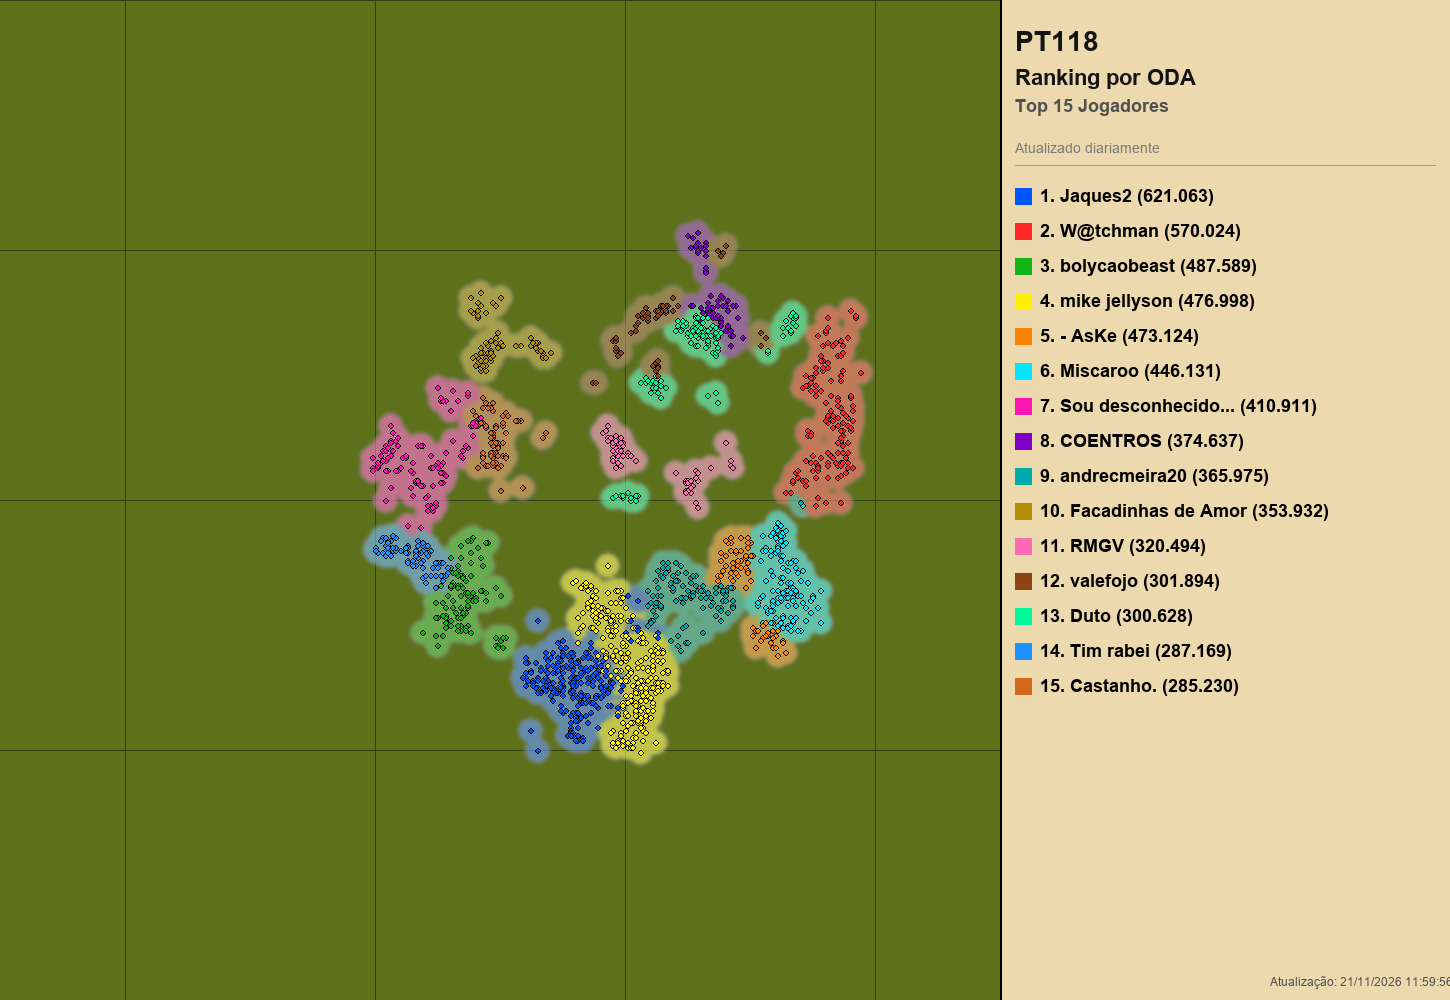 PT118
Ranking por ODA
Top 15 Jogadores
Atualizado diariamente
1. Jaques2 (621.063)
2. W@tchman (570.024)
3. bolycaobeast (487.589)
4. mike jellyson (476.998)
5. - AsKe (473.124)
6. Miscaroo (446.131)
7. Sou desconhecido... (410.911)
8. COENTROS (374.637)
9. andrecmeira20 (365.975)
10. Facadinhas de Amor (353.932)
11. RMGV (320.494)
12. valefojo (301.894)
13. Duto (300.628)
14. Tim rabei (287.169)
15. Castanho. (285.230)
Atualização: 21/11/2026 11:59:56